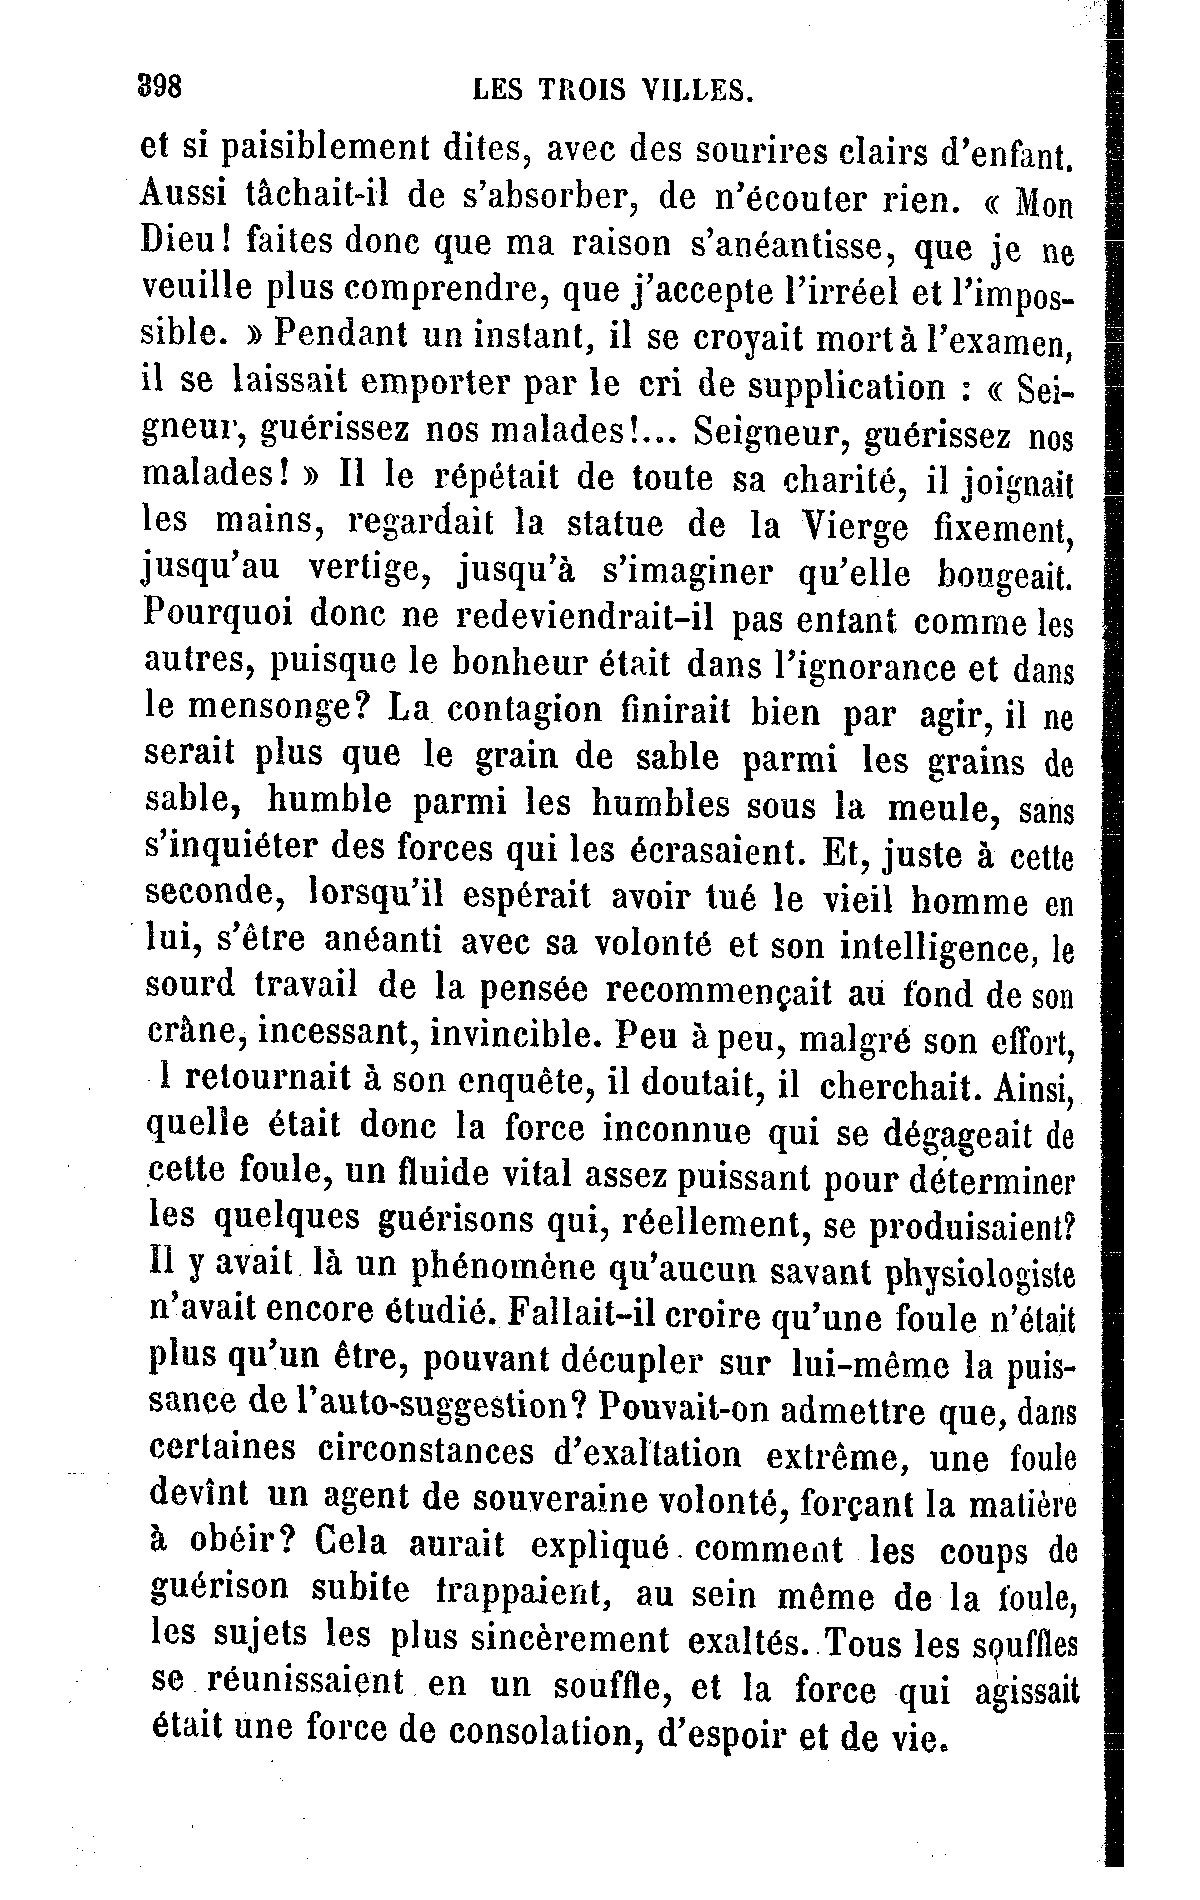 398 LES TROIS VILLES.
et si paisiblement dites, avec des sourires clairs d'enfant.
Aussi tâchait-il de s'absorber, de n'écouter rien. « Mon
Dieu! faites donc que ma raison s'anéantisse, que je ne
veuille plus comprendre, que j'accepte l'irréel et l'impos-
sible. » Pendant un instant, il se croyait mort à l'examen,
il se laissait emporter par le cri de supplication : « Sei-
gneur, guérissez nos malades!... Seigneur, guérissez nos
malades! » Il le répétait de toute sa charité, il joignait
les mains, regardait la statue de la Vierge fixement,
jusqu'au vertige, jusqu'à s'imaginer qu'elle bougeait.
Pourquoi donc ne redeviendrait-il pas enfant comme les
autres, puisque le bonheur était dans l'ignorance et dans
le mensonge? La contagion finirait bien par agir, il ne
serait plus que le grain de sable parmi les grains de
sable, humble parmi les humbles sous la meule, sans
s'inquiéter des forces qui les écrasaient. Et, juste à cette
seconde, lorsqu'il espérait avoir tué le vieil homme en
lui, s'être anéanti avec sa volonté et son intelligence, le
sourd travail de la pensée recommençait au fond de son
crâne, incessant, invincible. Peu à peu, malgré son effort,
l retournait à son enquête, il doutait, il cherchait. Ainsi,
quelle était donc la force inconnue qui se dégageait de
cette foule, un fluide vital assez puissant pour déterminer
les quelques guérisons qui, réellement, se produisaient?
Il y avait là un phénomène qu'aucun savant physiologiste
n'avait encore étudié. Fallait-il croire qu'une foule n'était
plus qu'un être, pouvant décupler sur lui-même la puis-
sance de l'auto-suggestion? Pouvait-on admettre que, dans
certaines circonstances d'exaltation extrême, une foule
devînt un agent de souveraine volonté, forçant la matière
à obéir? Cela aurait expliqué comment les coups de
guérison subite frappaient, au sein même de la foule,
les sujets les plus sincèrement exaltés. Tous les souffles
se réunissaient en un souffle, et la force qui agissait
était une force de consolation, d'espoir et de vie.